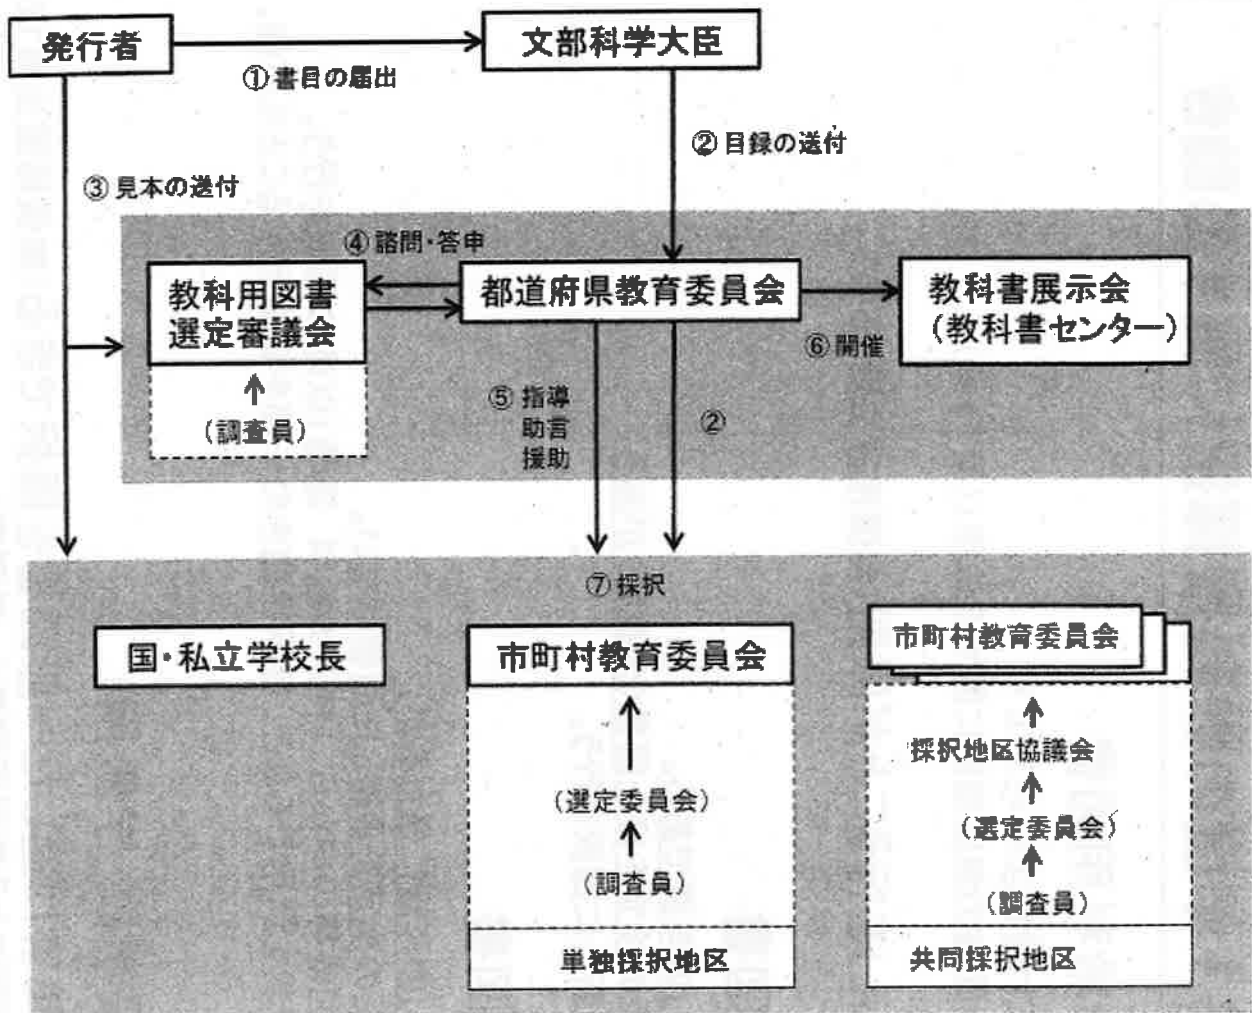 発行者
文部科学大臣
①書目の届出
②目録の送付
③見本の送付
④諮問・答申
教科用図書
選定審議会
(調査員)
都道府県教育委員会
教科書展示会
(教科書センター)
⑥開催
⑤指導
助言
援助
②
⑦採択
国・私立学校長
市町村教育委員会
(選定委員会)
(調査員)
単独採択地区
市町村教育委員会
採択地区協議会
(選定委員会)
(調査員)
共同採択地区